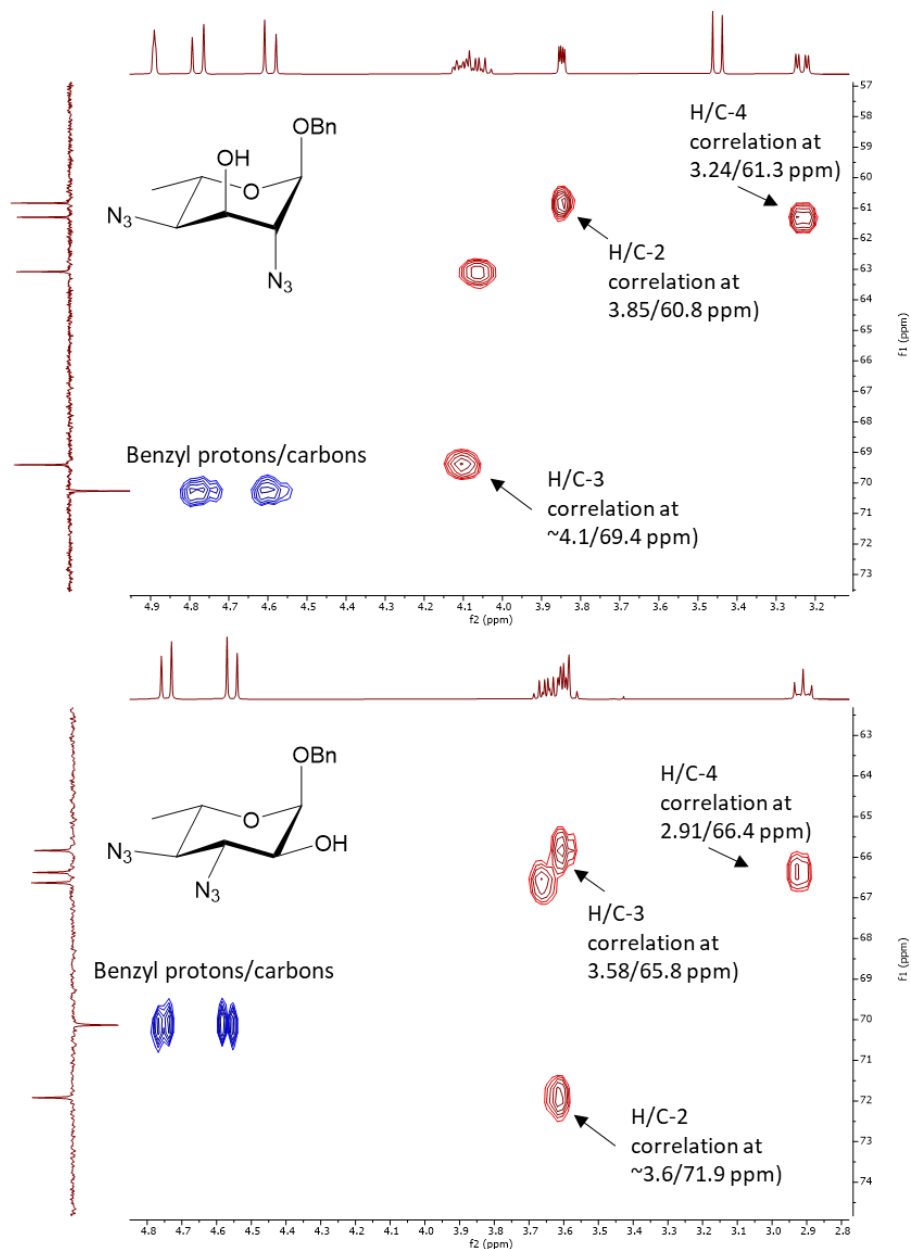 OBn
OH
O
N3
N3
H/C-4
correlation at
3.24/61.3 ppm)
H/C-2
correlation at
3.85/60.8 ppm)
Benzyl protons/carbons
H/C-3
correlation at
~4.1/69.4 ppm)
57
58
59
60
61
62
63
64
65
66
67
68
69
70
71
72
73
f1 (ppm)
4.9 4.8 4.7 4.6 4.5 4.4 4.3 4.2 4.1 4.0 3.9 3.8 3.7 3.6 3.5 3.4 3.3 3.2
f2 (ppm)
OBn
O
OH
N3
N3
H/C-4
correlation at
2.91/66.4 ppm)
H/C-3
correlation at
3.58/65.8 ppm)
Benzyl protons/carbons
H/C-2
correlation at
~3.6/71.9 ppm)
63
64
65
66
67
68
69
70
71
72
73
74
f1 (ppm)
4.8 4.7 4.6 4.5 4.4 4.3 4.2 4.1 4.0 3.9 3.8 3.7 3.6 3.5 3.4 3.3 3.2 3.1 3.0 2.9 2.8
f2 (ppm)